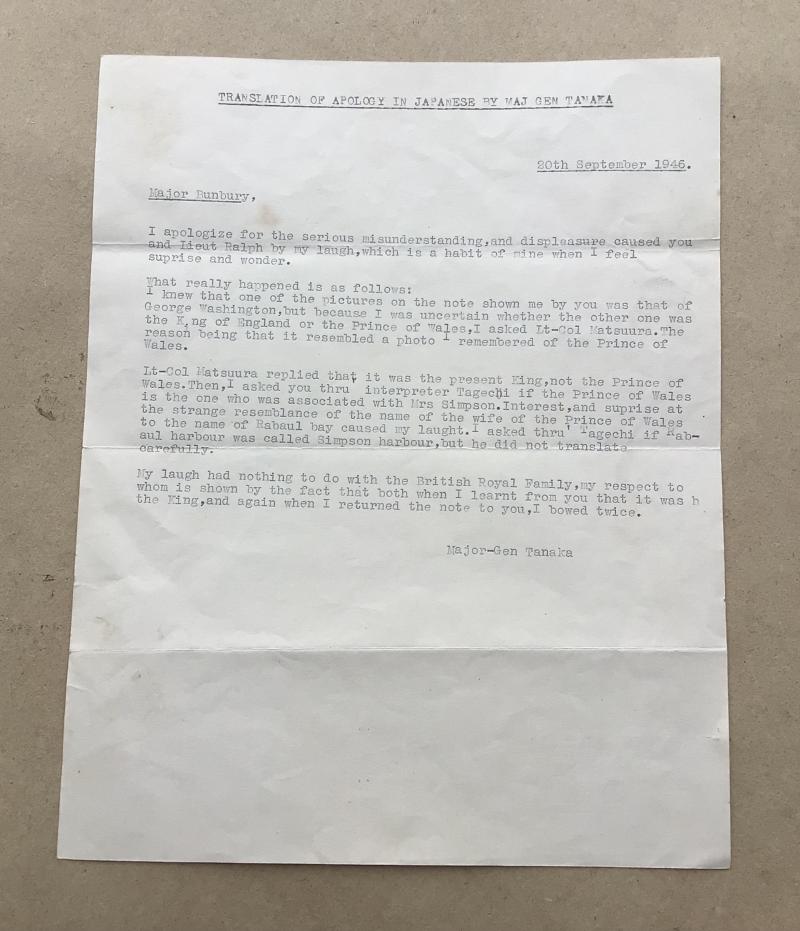 TRANSLATION OF APOLOGY IN JAPANESE BY MAJ GEN TANAKA
20th September 1946.
Major Bunbury,
I apologize for the serious misunderstanding,and displeasure caused you
and Lieut Ralph by my laugh,which is a habit of mine when I feel
suprise and wonder.
What really happened is as follows:
I knew that one of the pictures on the note shown me by you was that of
George Washington,but because I was uncertain whether the other one was
the K,ng of England or the Prince of Wales,I asked Lt-Col Matsuura.The
reason being that it resembled a photo I remembered of the Prince of
Wales.
Lt-Col Matsuura replied that it was the present King,not the Prince of
Wales.Then,I asked you thru interpreter Tagechi if the Prince of Wales
is the one who was associated with Mrs Simpson.Interest,and suprise at
the strange resemblance of the name of the wife of the Prince of Wales
to the name of Rabaul bay caused my laught.I asked thru' Tagechi if Rab-
aul harbour was called Simpson harbour,but he did not translate
carefully.
My laugh had nothing to do with the British Royal Family,my respect to
whom is shown by the fact that both when I learnt from you that it was h
the King,and again when I returned the note to you,I bowed twice.
Major-Gen Tanaka